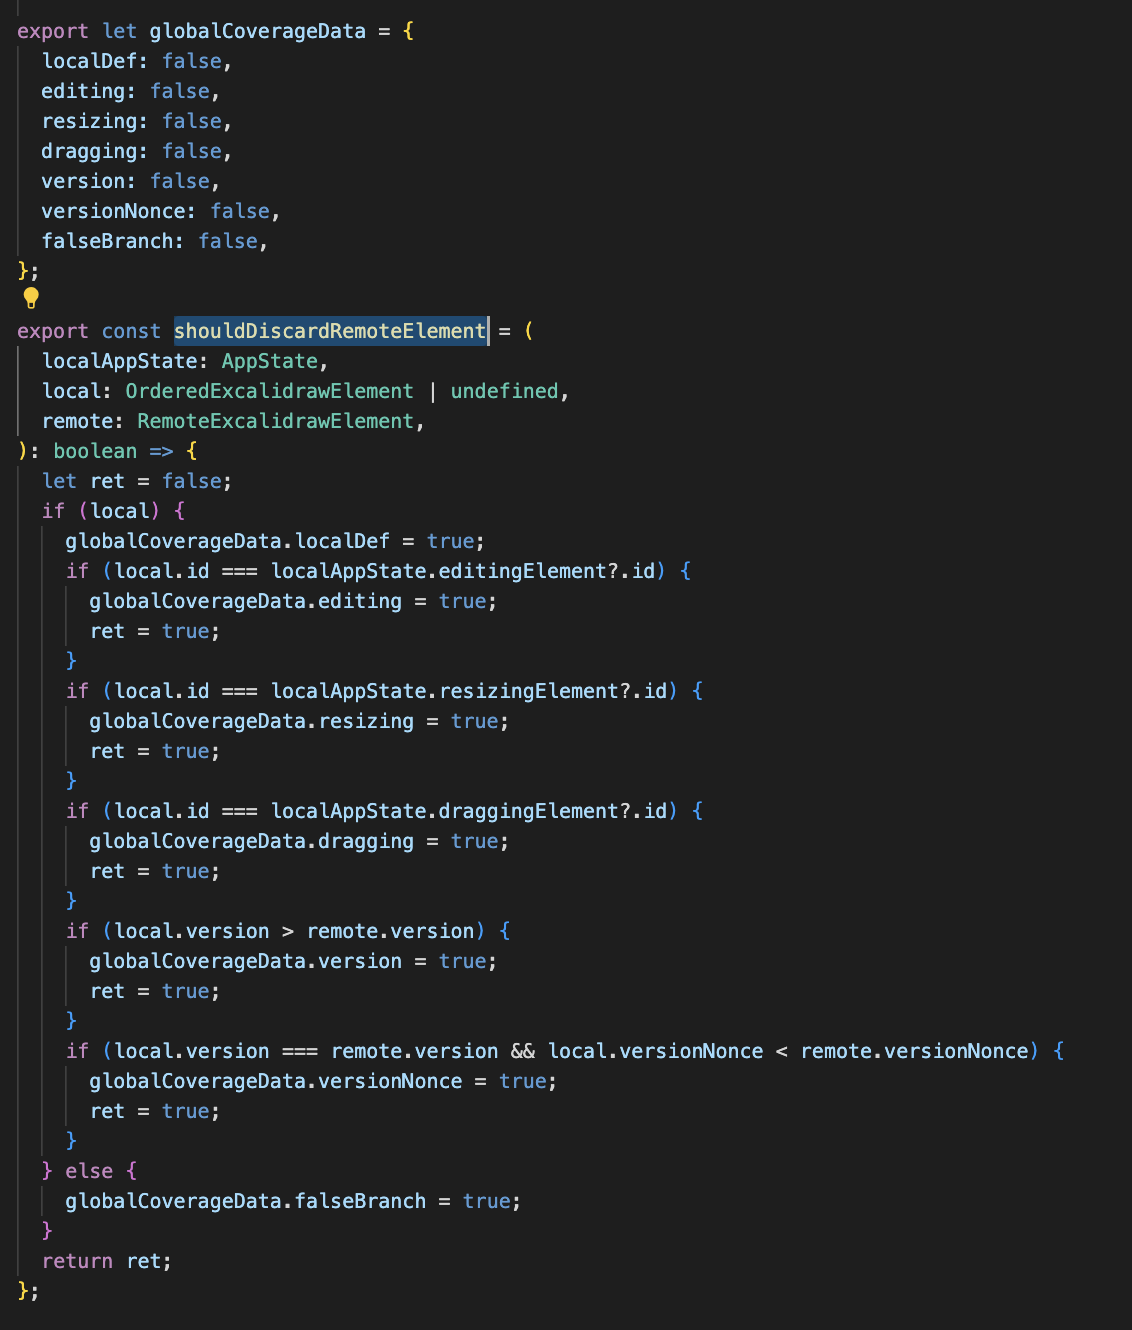 export let globalCoverageData = {
  localDef: false,
  editing: false,
  resizing: false,
  dragging: false,
  version: false,
  versionNonce: false,
  falseBranch: false,
};
export const shouldDiscardRemoteElement = (
  localAppState: AppState,
  local: OrderedExcalidrawElement | undefined,
  remote: RemoteExcalidrawElement,
): boolean => {
  let ret = false;
  if (local) {
    globalCoverageData.localDef = true;
    if (local.id === localAppState.editingElement?.id) {
      globalCoverageData.editing = true;
      ret = true;
    }
    if (local.id === localAppState.resizingElement?.id) {
      globalCoverageData.resizing = true;
      ret = true;
    }
    if (local.id === localAppState.draggingElement?.id) {
      globalCoverageData.dragging = true;
      ret = true;
    }
    if (local.version > remote.version) {
      globalCoverageData.version = true;
      ret = true;
    }
    if (local.version === remote.version && local.versionNonce < remote.versionNonce) {
      globalCoverageData.versionNonce = true;
      ret = true;
    }
  } else {
    globalCoverageData.falseBranch = true;
  }
  return ret;
};